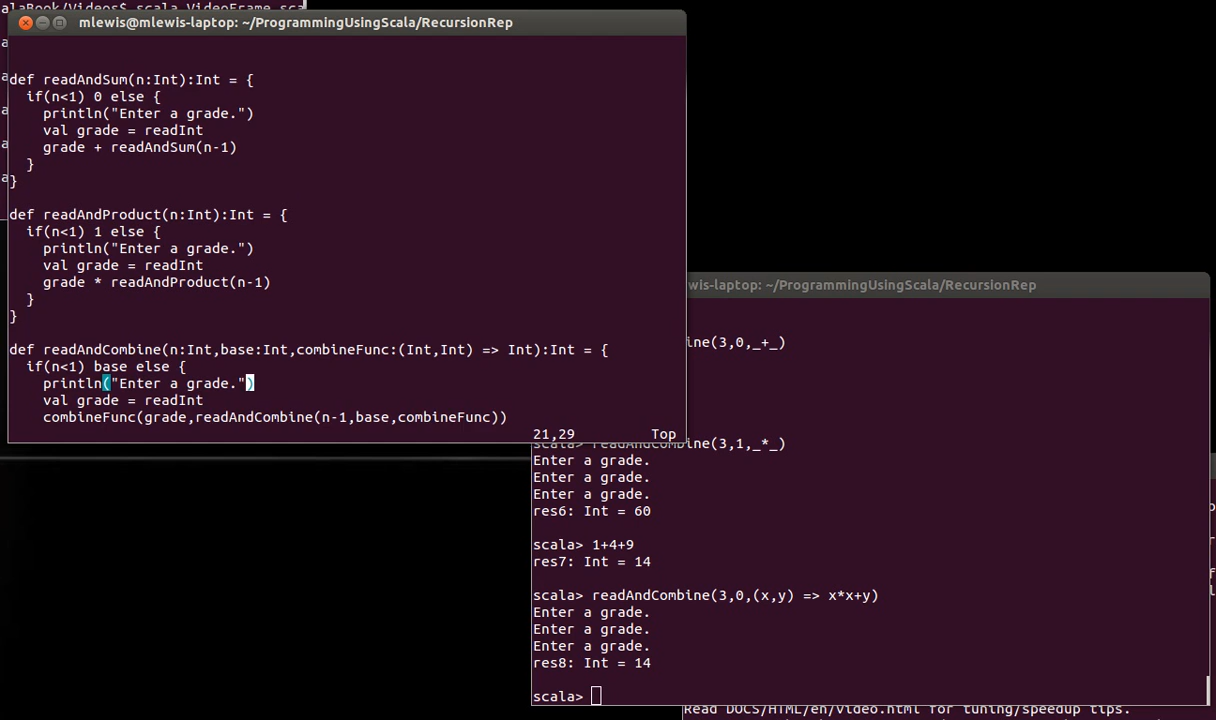 alaBook/Videos$ scala VideoFrame.sca
mlewis@mlewis-laptop: ~/ProgrammingUsingScala/RecursionRep
def readAndSum(n:Int):Int = {
  if(n<1) 0 else {
    println("Enter a grade.")
    val grade = readInt
    grade + readAndSum(n-1)
  }
}
def readAndProduct(n:Int):Int = {
  if(n<1) 1 else {
    println("Enter a grade.")
    val grade = readInt
    grade * readAndProduct(n-1)
  }
}
def readAndCombine(n:Int,base:Int,combineFunc:(Int,Int) => Int):Int = {
  if(n<1) base else {
    println("Enter a grade.")
    val grade = readInt
    combineFunc(grade,readAndCombine(n-1,base,combineFunc))
21,29 Top
wis-laptop: ~/ProgrammingUsingScala/RecursionRep
ine(3,0,_+_)
scala> readAndCombine(3,1,_*_)
Enter a grade.
Enter a grade.
Enter a grade.
res6: Int = 60
scala> 1+4+9
res7: Int = 14
scala> readAndCombine(3,0,(x,y) => x*x+y)
Enter a grade.
Enter a grade.
Enter a grade.
res8: Int = 14
scala>
Read DOCS/HTML/en/video.html for tuning/speedup tips.